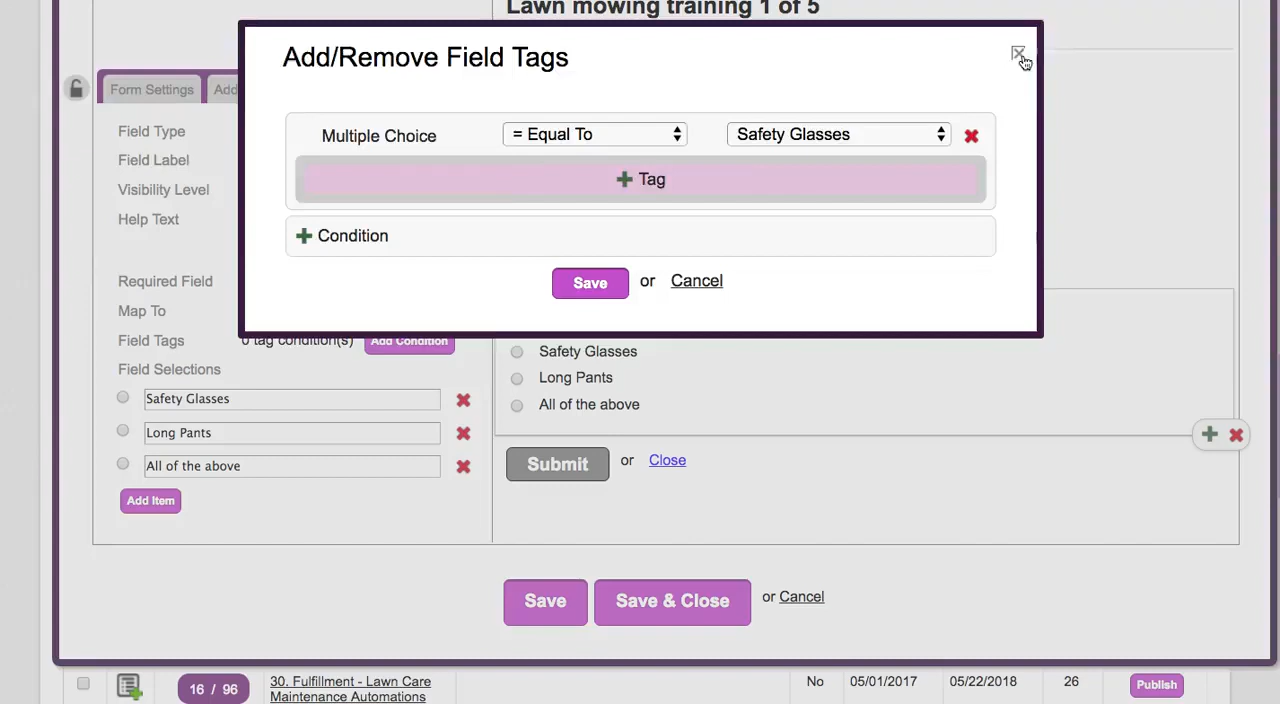 Lawn mowing training 1 of 5
Add/Remove Field Tags
Multiple Choice = Equal To Safety Glasses
Tag
Condition
Save or Cancel
Form Settings Add
Field Type
Field Label
Visibility Level
Help Text
Required Field
Map To
Field Tags 0 tag condition(s) Add Condition
Field Selections
Safety Glasses
Long Pants
All of the above
Add Item
Safety Glasses
Long Pants
All of the above
Submit or Close
Save Save & Close or Cancel
16 / 96 30. Fulfillment - Lawn Care No 05/01/2017 05/22/2018 26 Publish
Maintenance Automations